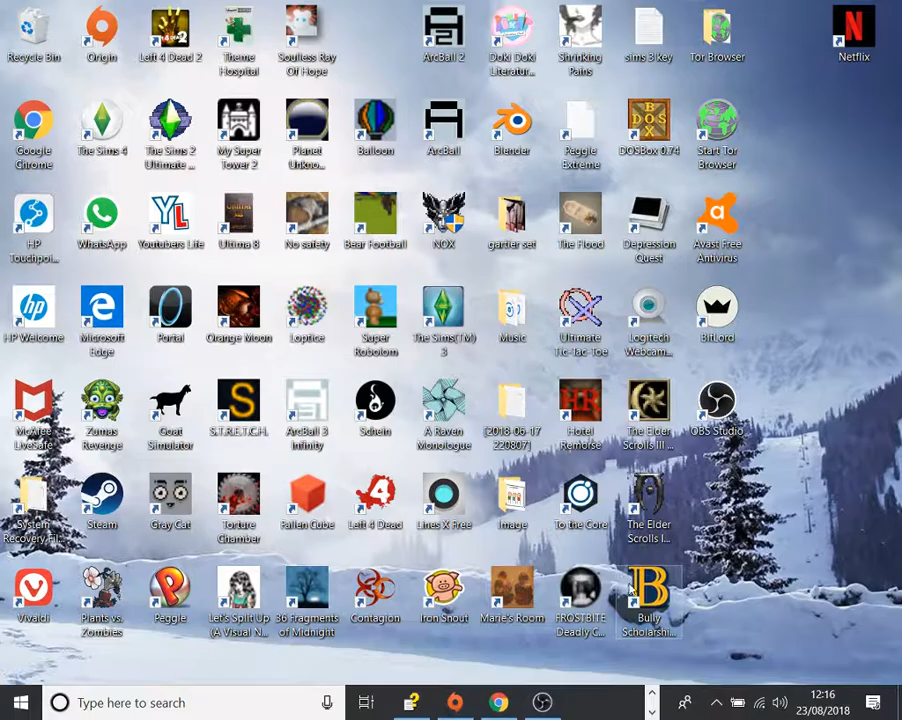 Recycle Bin
Origin
Left 4 Dead 2
Theme
Hospital
Soulless Ray
Of Hope
ArcBall 2
Doki Doki
Literatur...
Shrinking
Pains
sims 3 key
Tor Browser
Netflix
Google
Chrome
The Sims 4
The Sims 2
Ultimate ...
My Super
Tower 2
Planet
Unkno...
Balloon
ArcBall
Blender
Peggle
Extreme
DOSBox 0.74
Start Tor
Browser
HP
Touchpoi...
WhatsApp
Youtubers Life
Ultima 8
No safety
Bear Football
NOX
gartier set
The Flood
Depression
Quest
Avast Free
Antivirus
HP Welcome
Microsoft
Edge
Portal
Orange Moon
Loptice
Super
Robolom
The Sims(TM)
3
Music
Ultimate
Tic-Tac-Toe
Logitech
Webcam...
BitLord
McAfee
LiveSafe
Zumas
Revenge
Goat
Simulator
S.T.R.E.T.C.H.
ArcBall 3
Infinity
Schein
A Raven
Monologue
[2018-06-17
220807]
Hotel
Remorse
The Elder
Scrolls III ...
OBS Studio
System
Recovery Fil...
Steam
Gray Cat
Torture
Chamber
Fallen Cube
Left 4 Dead
Lines X Free
Image
To the Core
The Elder
Scrolls I...
Vivaldi
Plants vs.
Zombies
Peggle
Let's Split Up
(A Visual N...
36 Fragments
of Midnight
Contagion
Iron Snout
Marie's Room
FROSTBITE
Deadly C...
Bully
Scholarshi...
Type here to search
12:16
23/08/2018